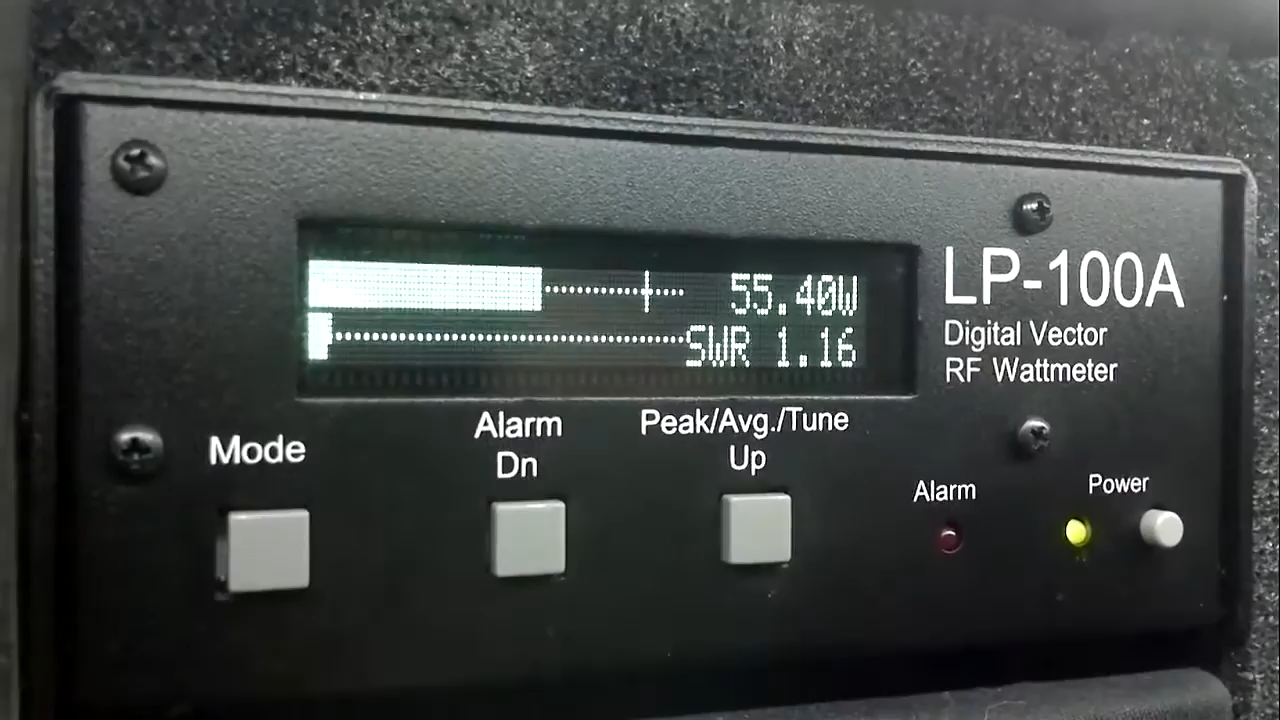 55.40W
SWR 1.16
LP-100A
Digital Vector
RF Wattmeter
Mode
Alarm
Dn
Peak/Avg./Tune
Up
Alarm
Power